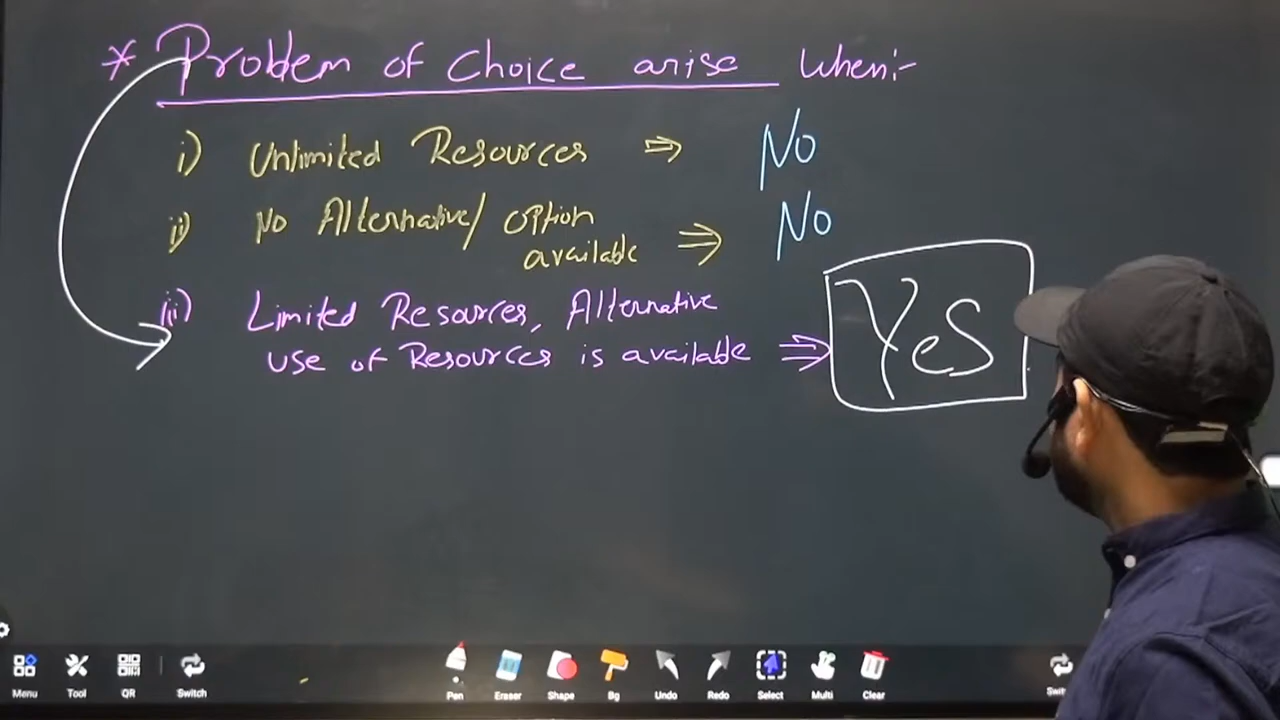 * Problem of Choice arise when:-
i) Unlimited Resources ⇒ No
ii) No Alternative/ option
available ⇒ No
iii) Limited Resources, Alternative
use of Resources is available ⇒ Yes
Menu Tool QR Switch Pen Eraser Shape Bg Undo Redo Select Multi Clear Swit